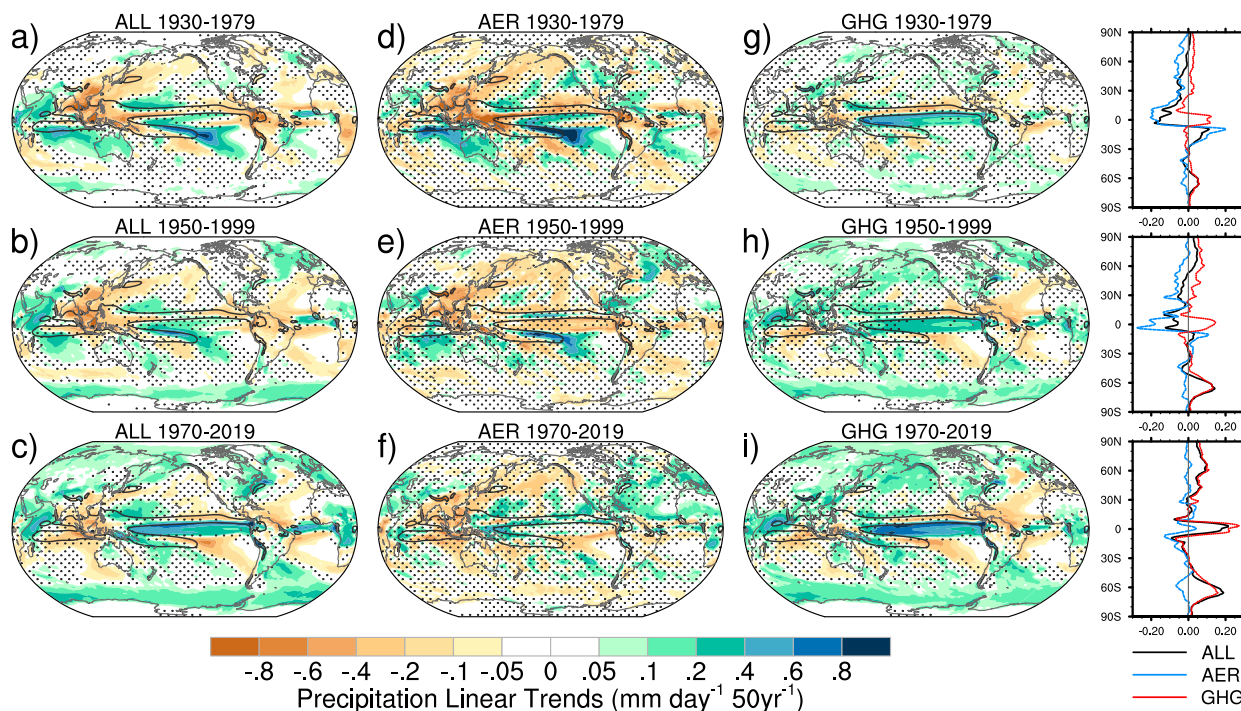 ALL 1930-1979
AER 1930-1979
GHG 1930-1979
a)
d)
g)
90N
60N
30N
0
30S
60S
90S
-0.20 0.00 0.20
ALL 1950-1999
AER 1950-1999
GHG 1950-1999
b)
e)
h)
90N
60N
30N
0
30S
60S
90S
-0.20 0.00 0.20
ALL 1970-2019
AER 1970-2019
GHG 1970-2019
c)
f)
i)
90N
60N
30N
0
30S
60S
90S
-0.20 0.00 0.20
-.8 -.6 -.4 -.2 -.1 -.05 0 .05 .1 .2 .4 .6 .8
Precipitation Linear Trends (mm day⁻¹ 50yr⁻¹)
ALL
AER
GHG